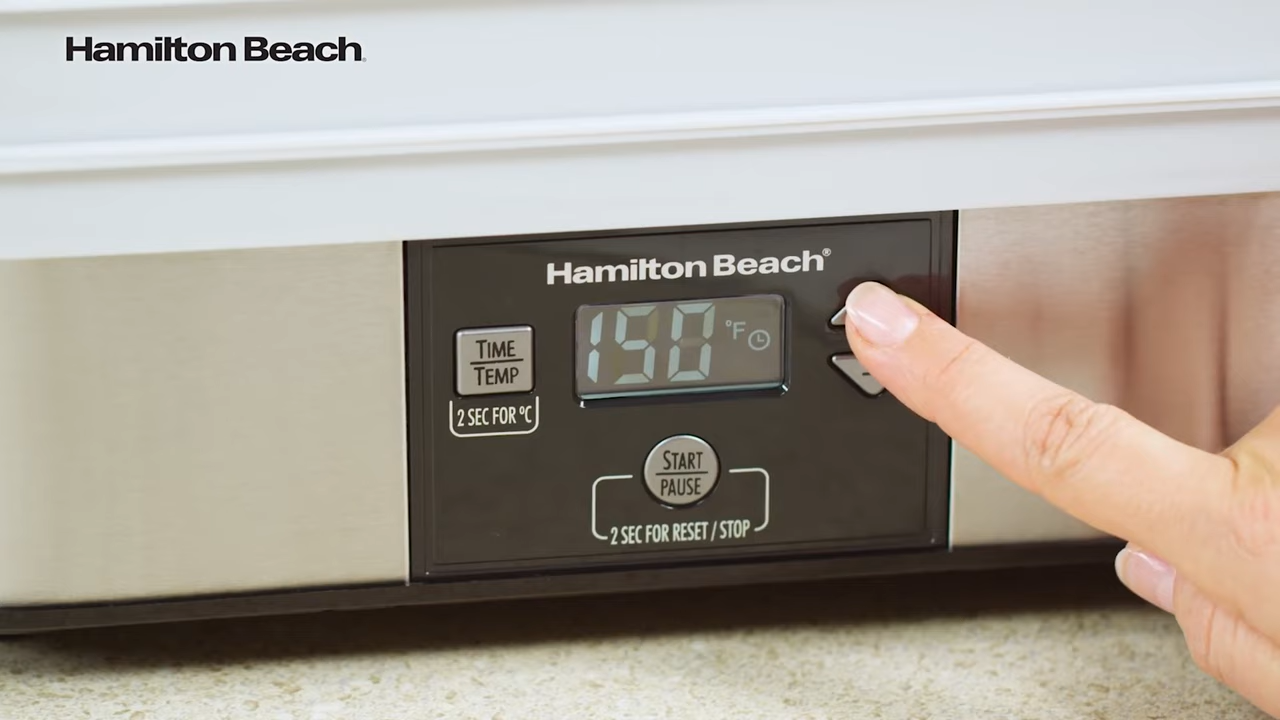 Hamilton Beach®
Hamilton Beach®
150 °F
TIME
TEMP
2 SEC FOR °C
START
PAUSE
2 SEC FOR RESET / STOP